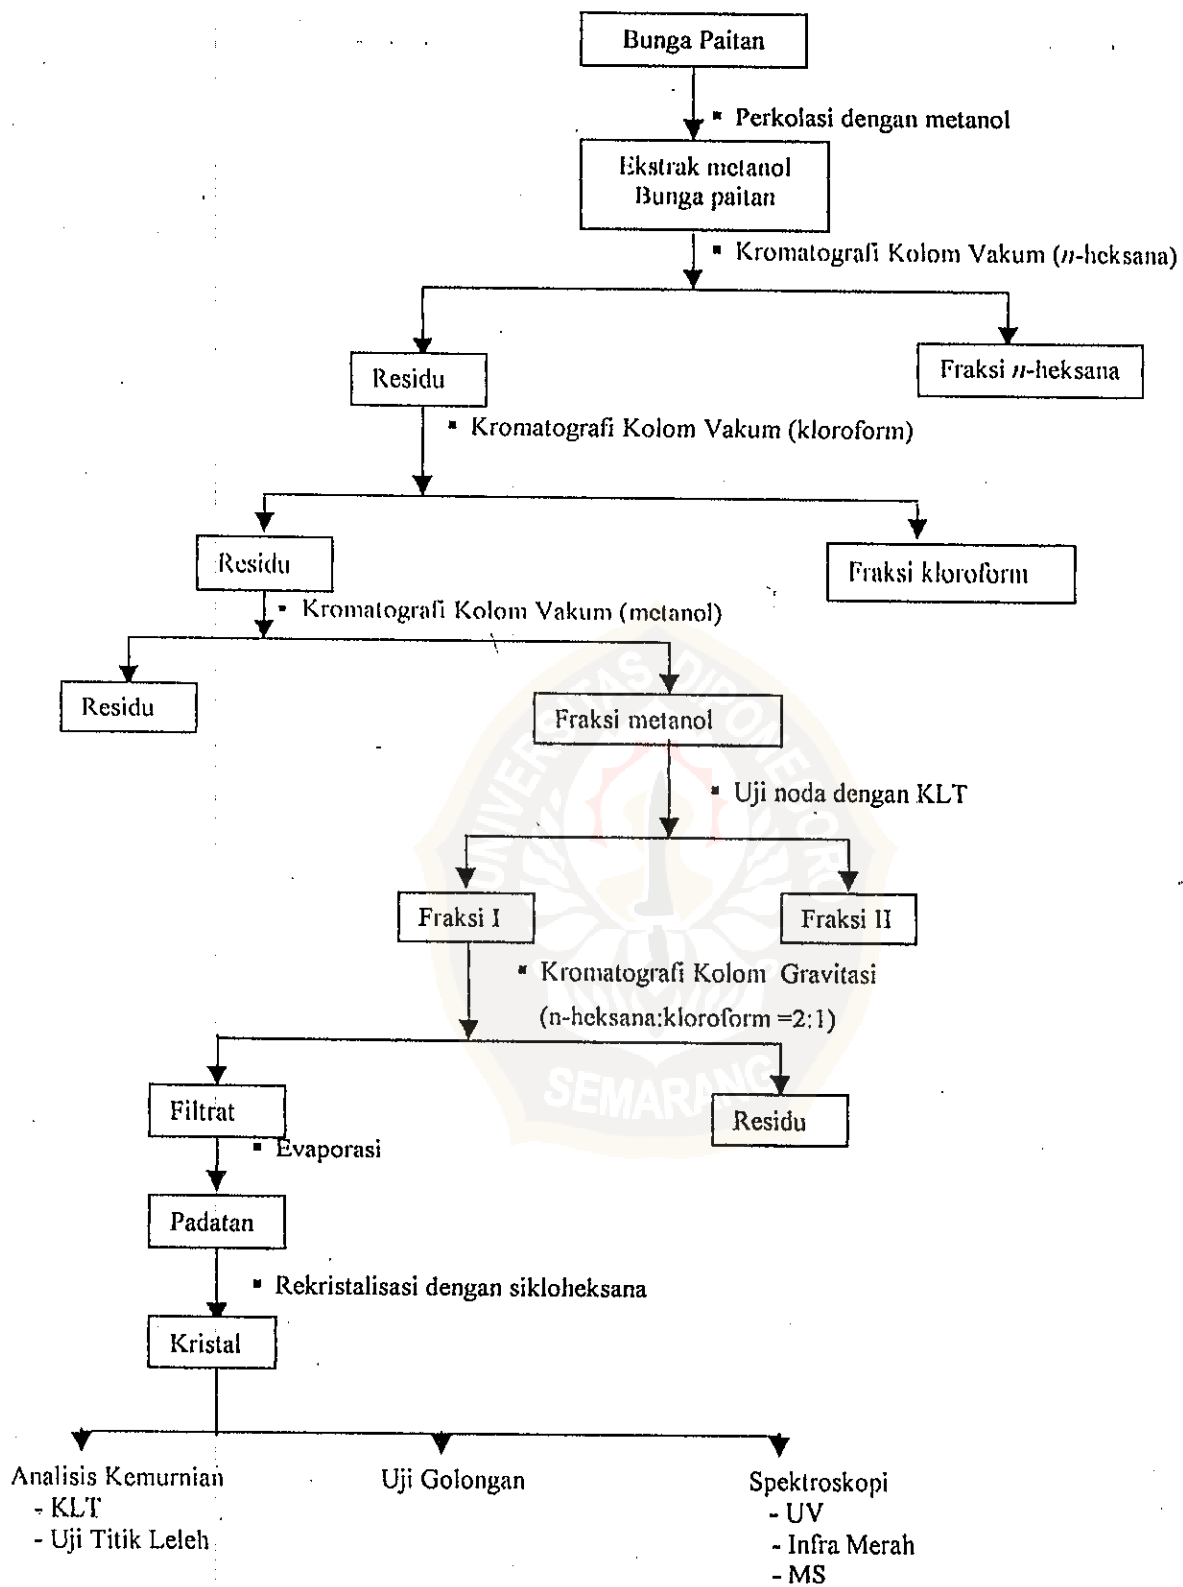 Bunga Paitan
▪ Perkolasi dengan metanol
Ekstrak metanol
Bunga paitan
▪ Kromatografi Kolom Vakum (n-heksana)
Residu
Fraksi n-heksana
▪ Kromatografi Kolom Vakum (kloroform)
Residu
Fraksi kloroform
▪ Kromatografi Kolom Vakum (metanol)
Residu
Fraksi metanol
▪ Uji noda dengan KLT
Fraksi I
Fraksi II
▪ Kromatografi Kolom Gravitasi
(n-heksana:kloroform =2:1)
Filtrat
Residu
▪ Evaporasi
Padatan
▪ Rekristalisasi dengan sikloheksana
Kristal
Analisis Kemurnian
- KLT
- Uji Titik Leleh
Uji Golongan
Spektroskopi
- UV
- Infra Merah
- MS
UNIVERSITAS DIPONEGORO
SEMARANG